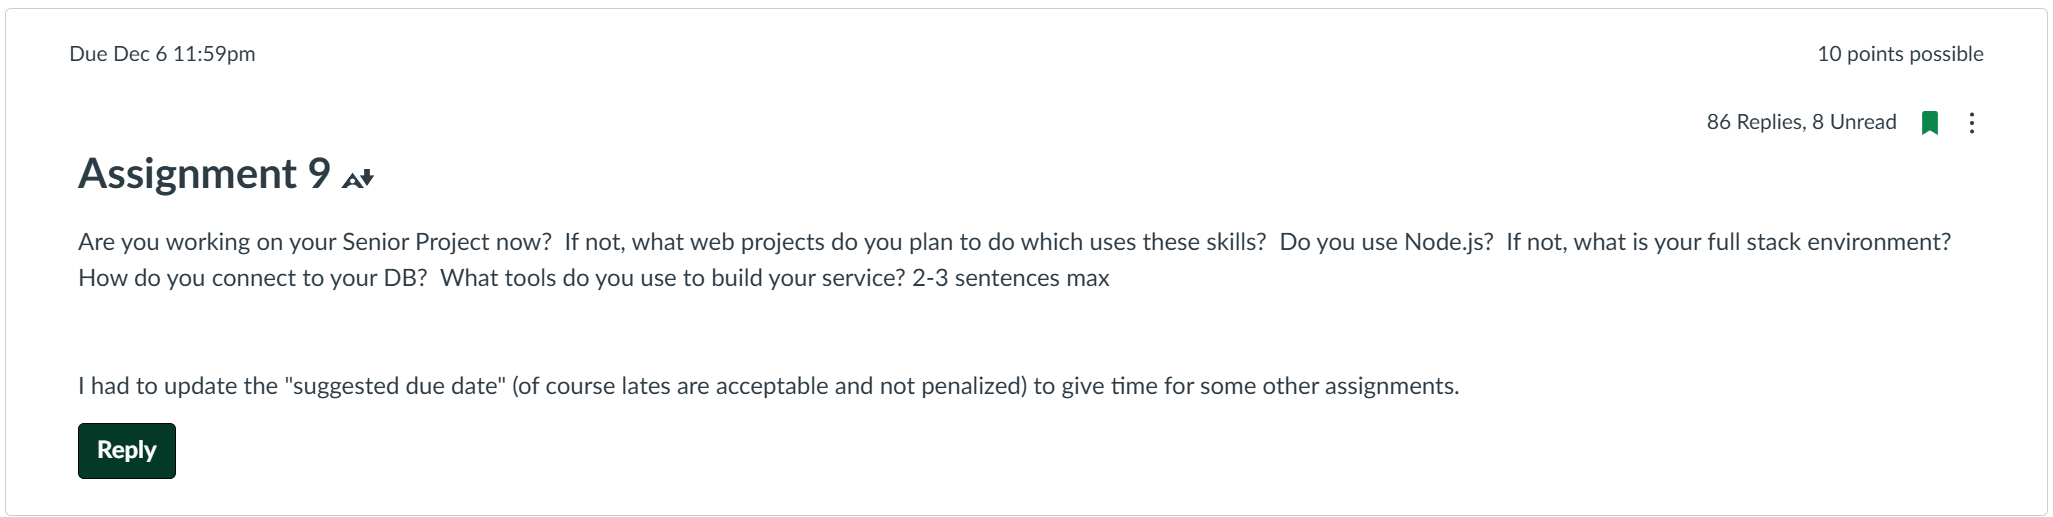 Due Dec 6 11:59pm
10 points possible
86 Replies, 8 Unread
Assignment 9
Are you working on your Senior Project now?  If not, what web projects do you plan to do which uses these skills?  Do you use Node.js?  If not, what is your full stack environment?
How do you connect to your DB?  What tools do you use to build your service? 2-3 sentences max
I had to update the "suggested due date" (of course lates are acceptable and not penalized) to give time for some other assignments.
Reply